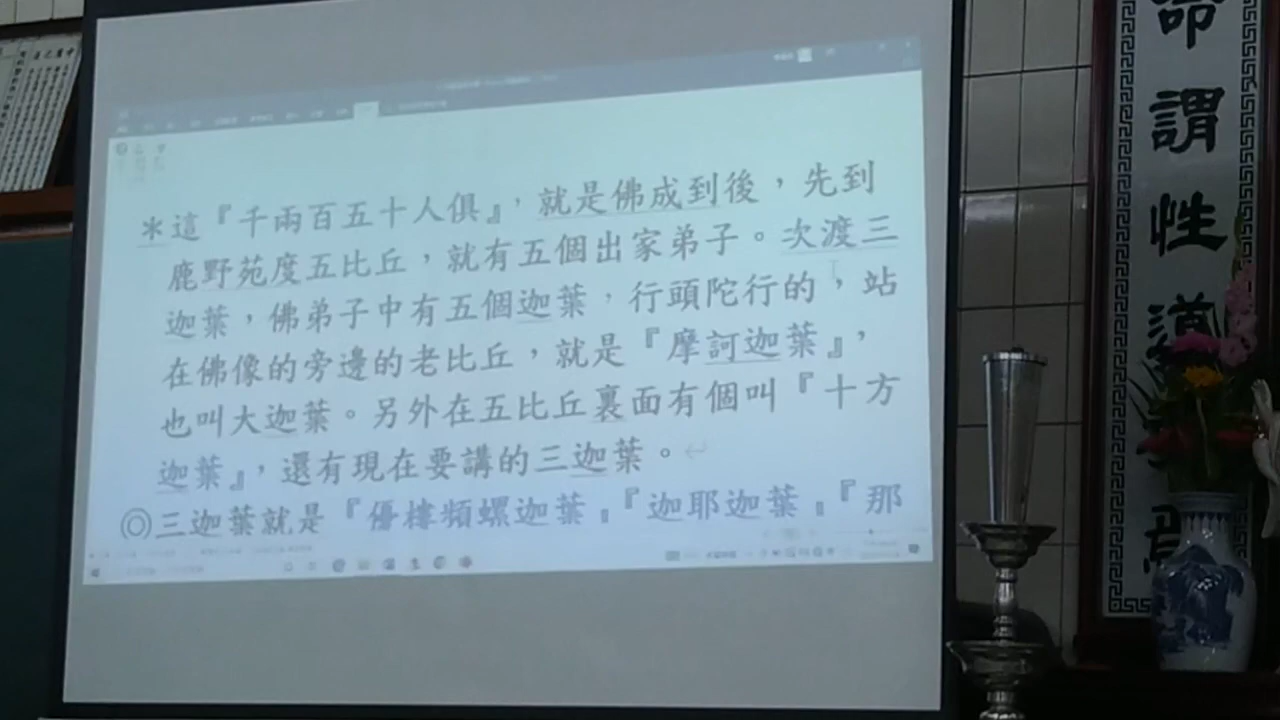 ＊這『千兩百五十人俱』，就是佛成到後，先到
鹿野苑度五比丘，就有五個出家弟子。次渡三
迦葉，佛弟子中有五個迦葉，行頭陀行的，站
在佛像的旁邊的老比丘，就是『摩訶迦葉』，
也叫大迦葉。另外在五比丘裏面有個叫『十方
迦葉』，還有現在要講的三迦葉。
◎三迦葉就是『優樓頻螺迦葉』『迦耶迦葉』『那
命謂性道